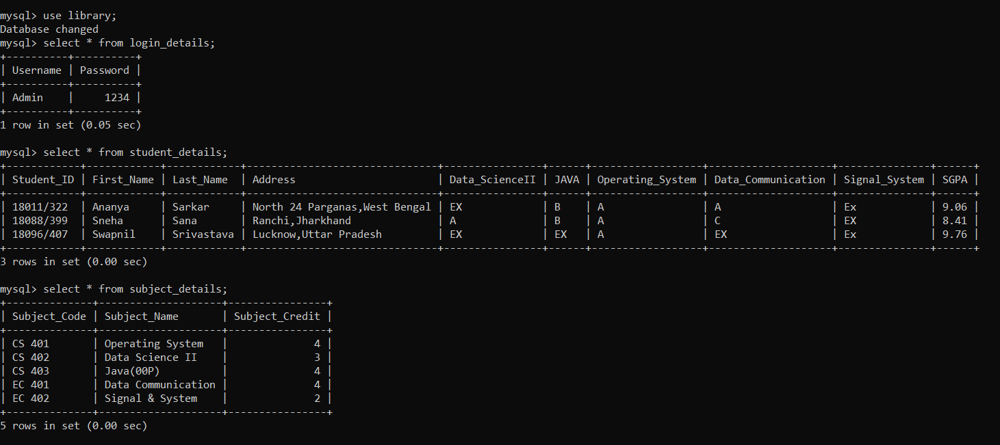 mysql> use library;
Database changed
mysql> select * from login_details;
+----------+----------+
| Username | Password |
+----------+----------+
| Admin    |     1234 |
+----------+----------+
1 row in set (0.05 sec)

mysql> select * from student_details;
+------------+------------+------------+-------------------------------+----------------+------+------------------+--------------------+---------------+------+
| Student_ID | First_Name | Last_Name  | Address                       | Data_ScienceII | JAVA | Operating_System | Data_Communication | Signal_System | SGPA |
+------------+------------+------------+-------------------------------+----------------+------+------------------+--------------------+---------------+------+
| 18011/322  | Ananya     | Sarkar     | North 24 Parganas,West Bengal | EX             | B    | A                | A                  | Ex            | 9.06 |
| 18088/399  | Sneha      | Sana       | Ranchi,Jharkhand              | A              | B    | A                | C                  | EX            | 8.41 |
| 18096/407  | Swapnil    | Srivastava | Lucknow,Uttar Pradesh         | EX             | EX   | A                | EX                 | Ex            | 9.76 |
+------------+------------+------------+-------------------------------+----------------+------+------------------+--------------------+---------------+------+
3 rows in set (0.00 sec)

mysql> select * from subject_details;
+--------------+--------------------+----------------+
| Subject_Code | Subject_Name       | Subject_Credit |
+--------------+--------------------+----------------+
| CS 401       | Operating System   |              4 |
| CS 402       | Data Science II    |              3 |
| CS 403       | Java(00P)          |              4 |
| EC 401       | Data Communication |              4 |
| EC 402       | Signal & System    |              2 |
+--------------+--------------------+----------------+
5 rows in set (0.00 sec)